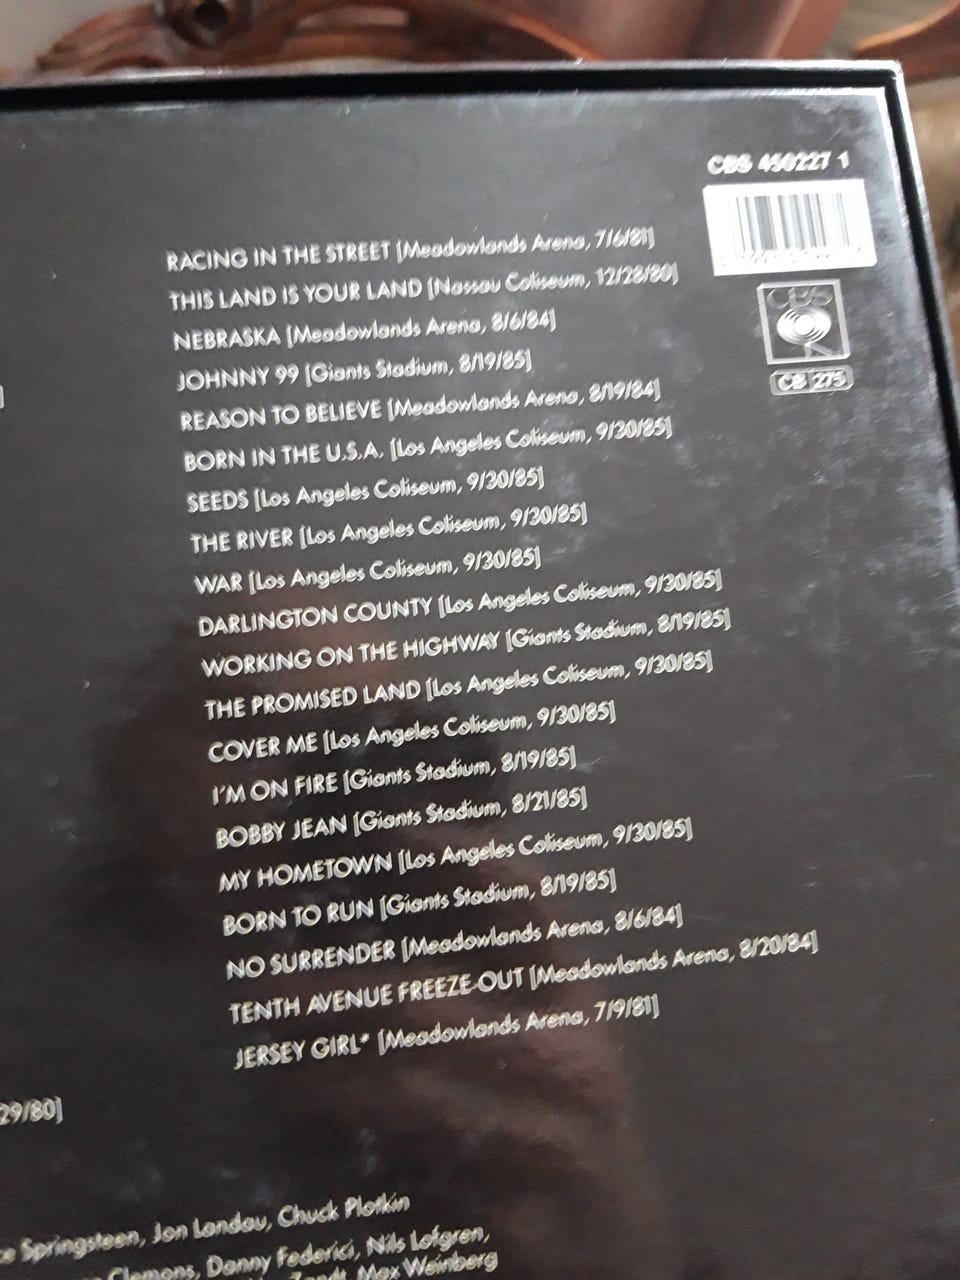 CBS 450227 1
CBS
CB 275
RACING IN THE STREET [Meadowlands Arena, 7/6/81]
THIS LAND IS YOUR LAND [Nassau Coliseum, 12/28/80]
NEBRASKA [Meadowlands Arena, 8/6/84]
JOHNNY 99 [Giants Stadium, 8/19/85]
REASON TO BELIEVE [Meadowlands Arena, 8/19/84]
BORN IN THE U.S.A. [Los Angeles Coliseum, 9/30/85]
SEEDS [Los Angeles Coliseum, 9/30/85]
THE RIVER [Los Angeles Coliseum, 9/30/85]
WAR [Los Angeles Coliseum, 9/30/85]
DARLINGTON COUNTY [Los Angeles Coliseum, 9/30/85]
WORKING ON THE HIGHWAY [Giants Stadium, 8/19/85]
THE PROMISED LAND [Los Angeles Coliseum, 9/30/85]
COVER ME [Los Angeles Coliseum, 9/30/85]
I'M ON FIRE [Giants Stadium, 8/19/85]
BOBBY JEAN [Giants Stadium, 8/21/85]
MY HOMETOWN [Los Angeles Coliseum, 9/30/85]
BORN TO RUN [Giants Stadium, 8/19/85]
NO SURRENDER [Meadowlands Arena, 8/6/84]
TENTH AVENUE FREEZE-OUT [Meadowlands Arena, 8/20/84]
JERSEY GIRL* [Meadowlands Arena, 7/9/81]
29/80]
Springsteen, Jon Landau, Chuck Plotkin
Clemons, Danny Federici, Nils Lofgren,
Zandt, Max Weinberg